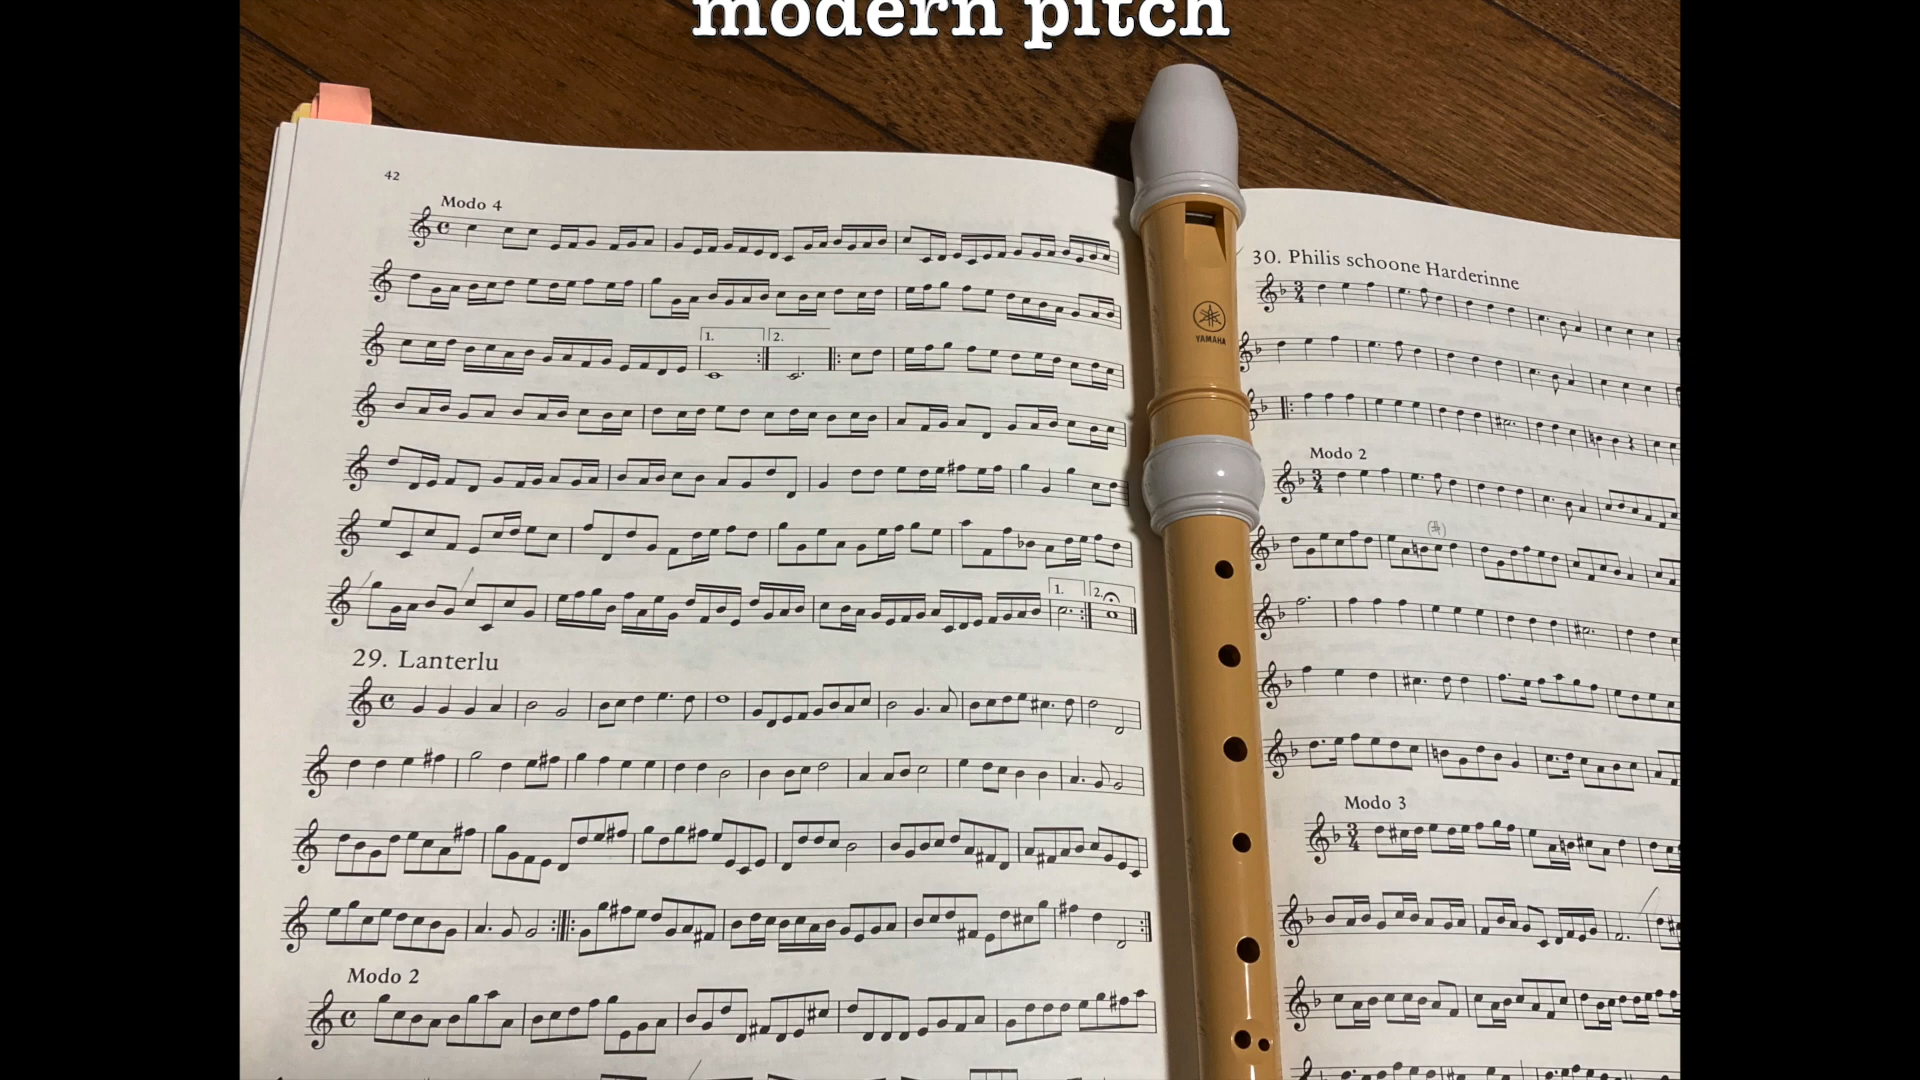 modern pitch
42
Modo 4
1.
2.
1.
2.
29. Lanterlu
Modo 2
YAMAHA
30. Philis schoone Harderinne
Modo 2
(#)
Modo 3